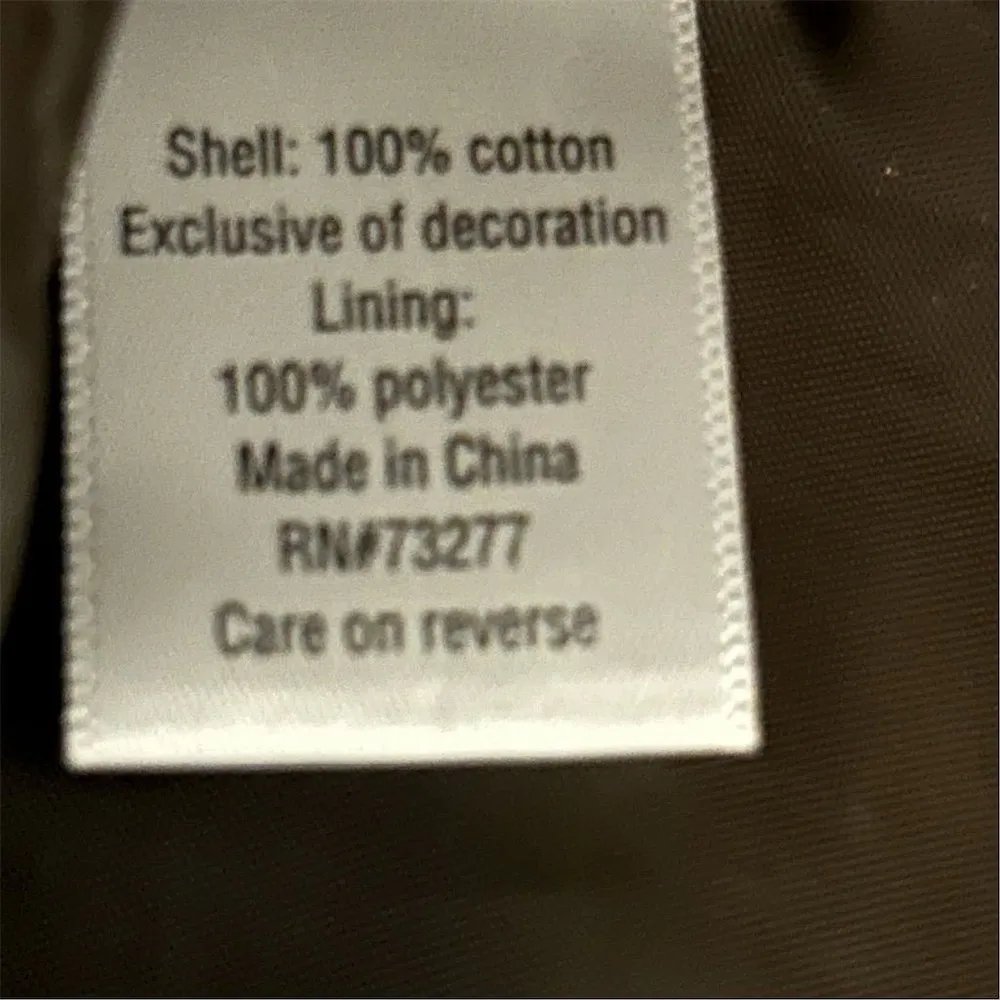 Shell: 100% cotton
Exclusive of decoration
Lining:
100% polyester
Made in China
RN#73277
Care on reverse